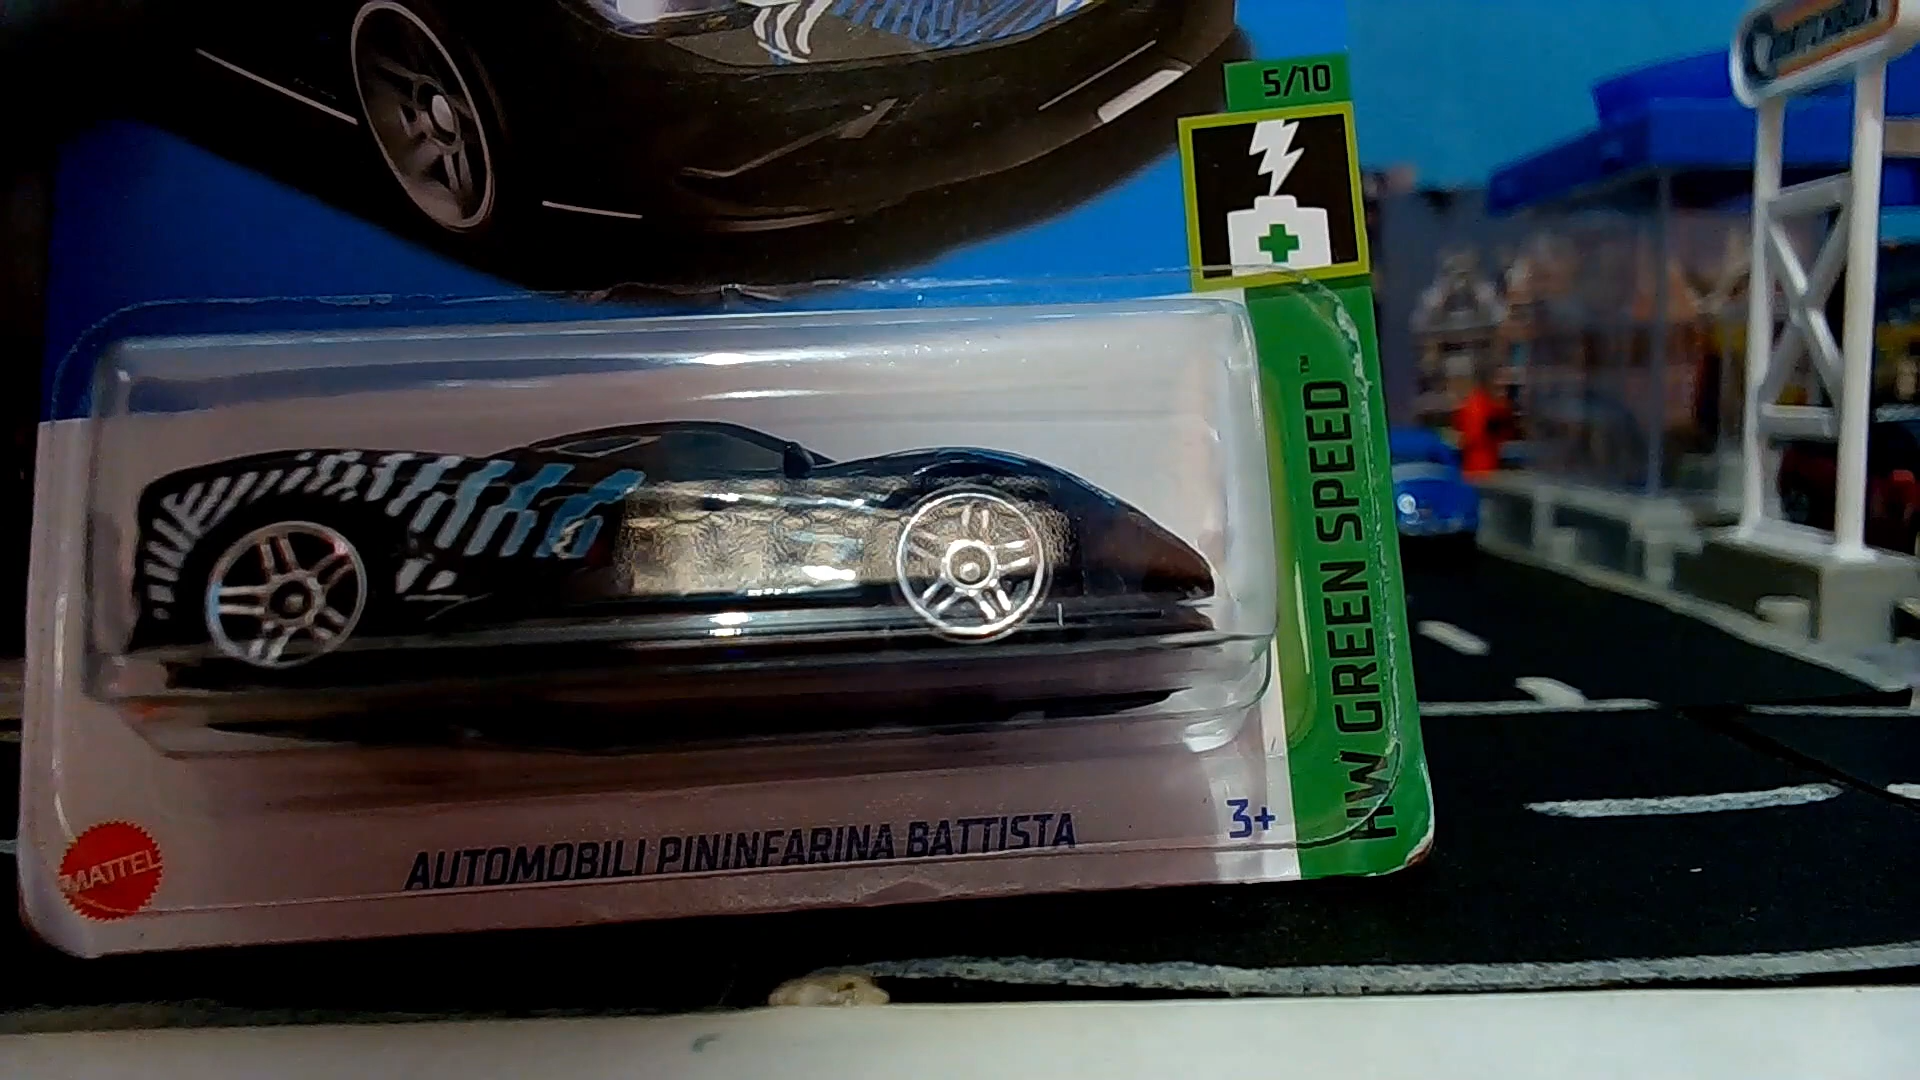 5/10
HW GREEN SPEED™
AUTOMOBILI PININFARINA BATTISTA
3+
MATTEL